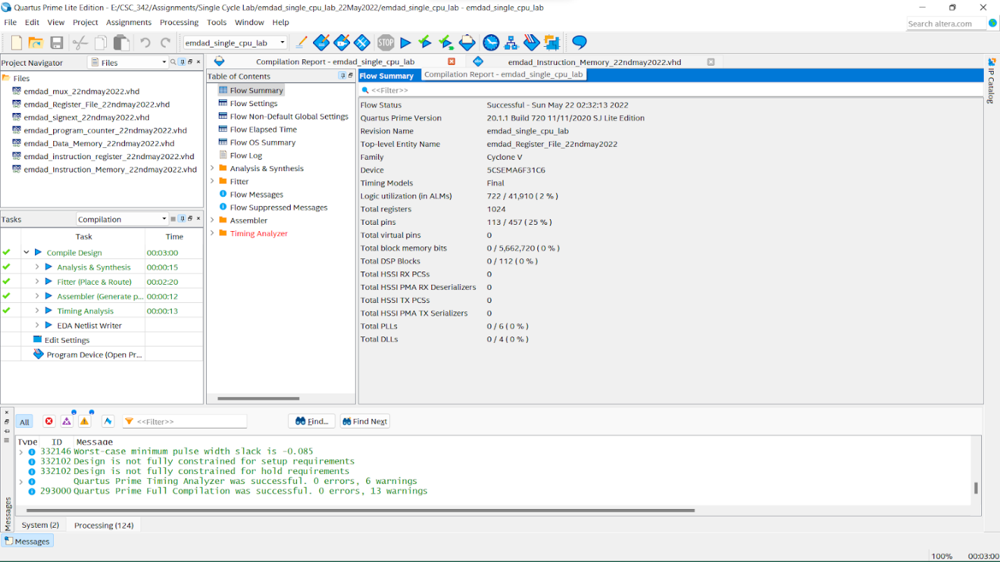 Quartus Prime Lite Edition - E:/CSC_342/Assignments/Single Cycle Lab/emdad_single_cpu_lab_22May2022/emdad_single_cpu_lab - emdad_single_cpu_lab
File Edit View Project Assignments Processing Tools Window Help
Search altera.com
emdad_single_cpu_lab
STOP
Project Navigator Files
Files
emdad_mux_22ndmay2022.vhd
emdad_Register_File_22ndmay2022.vhd
emdad_signext_22ndmay2022.vhd
emdad_program_counter_22ndmay2022.vhd
emdad_Data_Memory_22ndmay2022.vhd
emdad_instruction_register_22ndmay2022.vhd
emdad_Instruction_Memory_22ndmay2022.vhd
Tasks Compilation
Task Time
Compile Design 00:03:00
Analysis & Synthesis 00:00:15
Fitter (Place & Route) 00:02:20
Assembler (Generate p... 00:00:12
Timing Analysis 00:00:13
EDA Netlist Writer
Edit Settings
Program Device (Open Pr...
Compilation Report - emdad_single_cpu_lab
emdad_Instruction_Memory_22ndmay2022.vhd
Table of Contents
Flow Summary
Flow Settings
Flow Non-Default Global Settings
Flow Elapsed Time
Flow OS Summary
Flow Log
Analysis & Synthesis
Fitter
Flow Messages
Flow Suppressed Messages
Assembler
Timing Analyzer
Flow Summary
Compilation Report - emdad_single_cpu_lab
<<Filter>>
Flow Status Successful - Sun May 22 02:32:13 2022
Quartus Prime Version 20.1.1 Build 720 11/11/2020 SJ Lite Edition
Revision Name emdad_single_cpu_lab
Top-level Entity Name emdad_Register_File_22ndmay2022
Family Cyclone V
Device 5CSEMA6F31C6
Timing Models Final
Logic utilization (in ALMs) 722 / 41,910 ( 2 % )
Total registers 1024
Total pins 113 / 457 ( 25 % )
Total virtual pins 0
Total block memory bits 0 / 5,662,720 ( 0 % )
Total DSP Blocks 0 / 112 ( 0 % )
Total HSSI RX PCSs 0
Total HSSI PMA RX Deserializers 0
Total HSSI TX PCSs 0
Total HSSI PMA TX Serializers 0
Total PLLs 0 / 6 ( 0 % )
Total DLLs 0 / 4 ( 0 % )
IP Catalog
All <<Filter>> Find... Find Next
Type ID Message
332146 Worst-case minimum pulse width slack is -0.085
332102 Design is not fully constrained for setup requirements
332102 Design is not fully constrained for hold requirements
Quartus Prime Timing Analyzer was successful. 0 errors, 6 warnings
293000 Quartus Prime Full Compilation was successful. 0 errors, 13 warnings
Messages
System (2) Processing (124)
Messages
100% 00:03:00